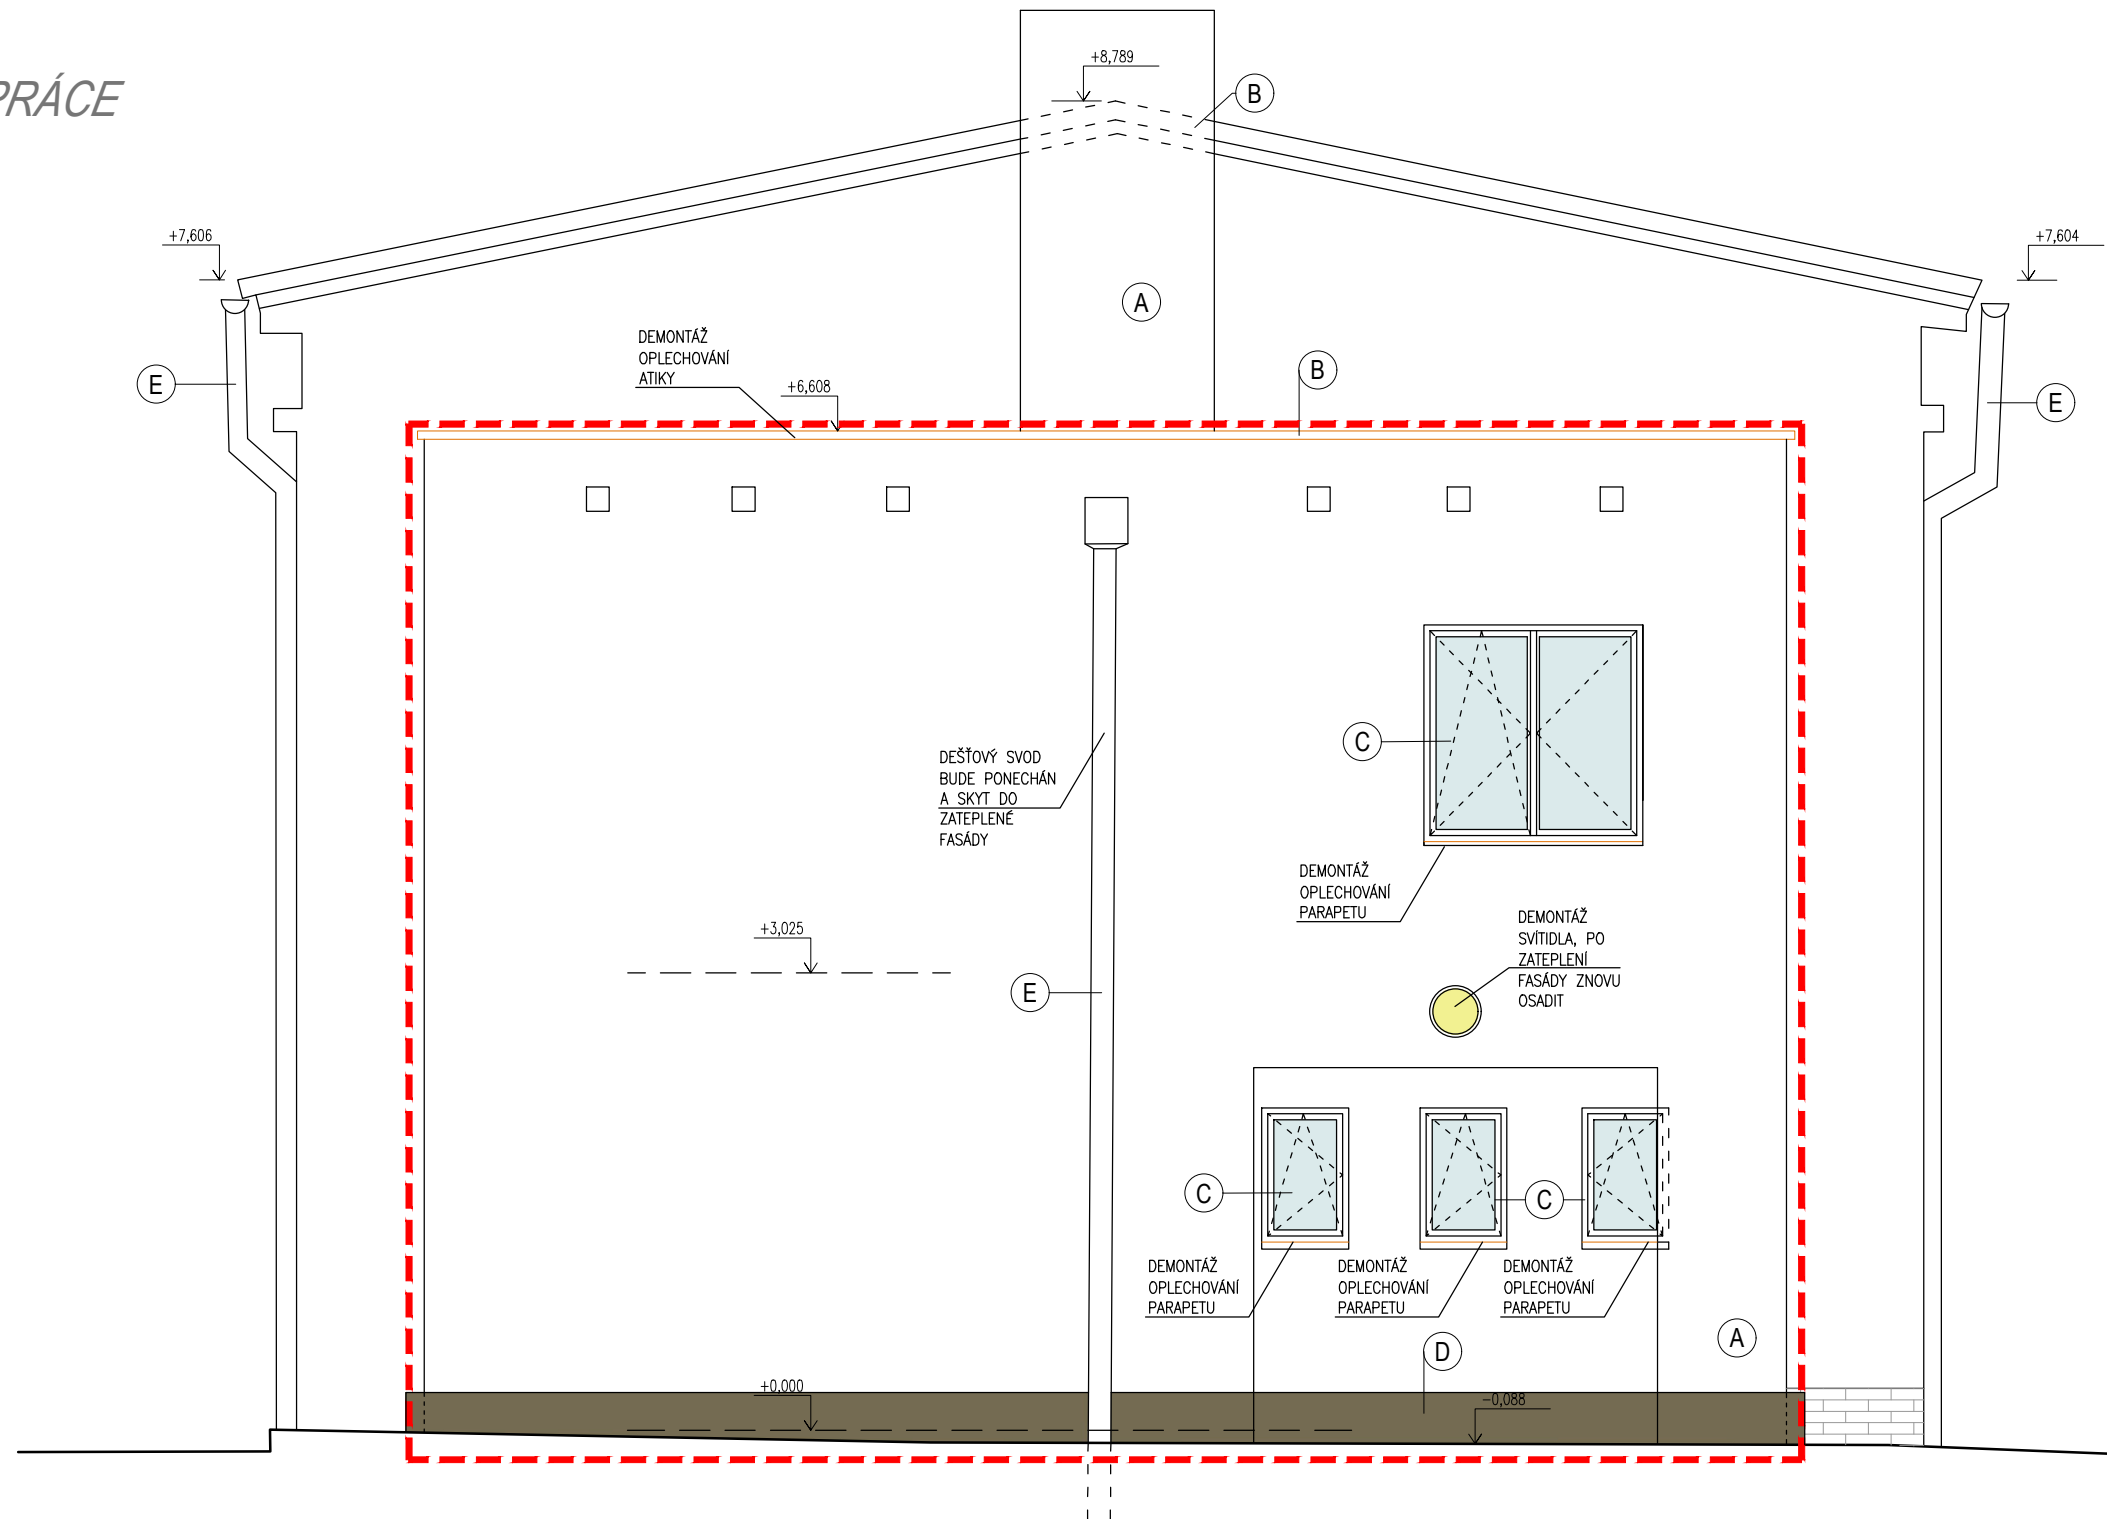 PRÁCE
+8,789
B
+7,606
+7,604
A
DEMONTÁŽ
OPLECHOVÁNÍ
ATIKY
+6,608
B
E
E
C
DEŠŤOVÝ SVOD
BUDE PONECHÁN
A SKYT DO
ZATEPLENÉ
FASÁDY
DEMONTÁŽ
OPLECHOVÁNÍ
PARAPETU
+3,025
DEMONTÁŽ
SVÍTIDLA, PO
ZATEPLENÍ
FASÁDY ZNOVU
OSADIT
E
C
C
DEMONTÁŽ
OPLECHOVÁNÍ
PARAPETU
DEMONTÁŽ
OPLECHOVÁNÍ
PARAPETU
DEMONTÁŽ
OPLECHOVÁNÍ
PARAPETU
A
D
+0,000
-0,088